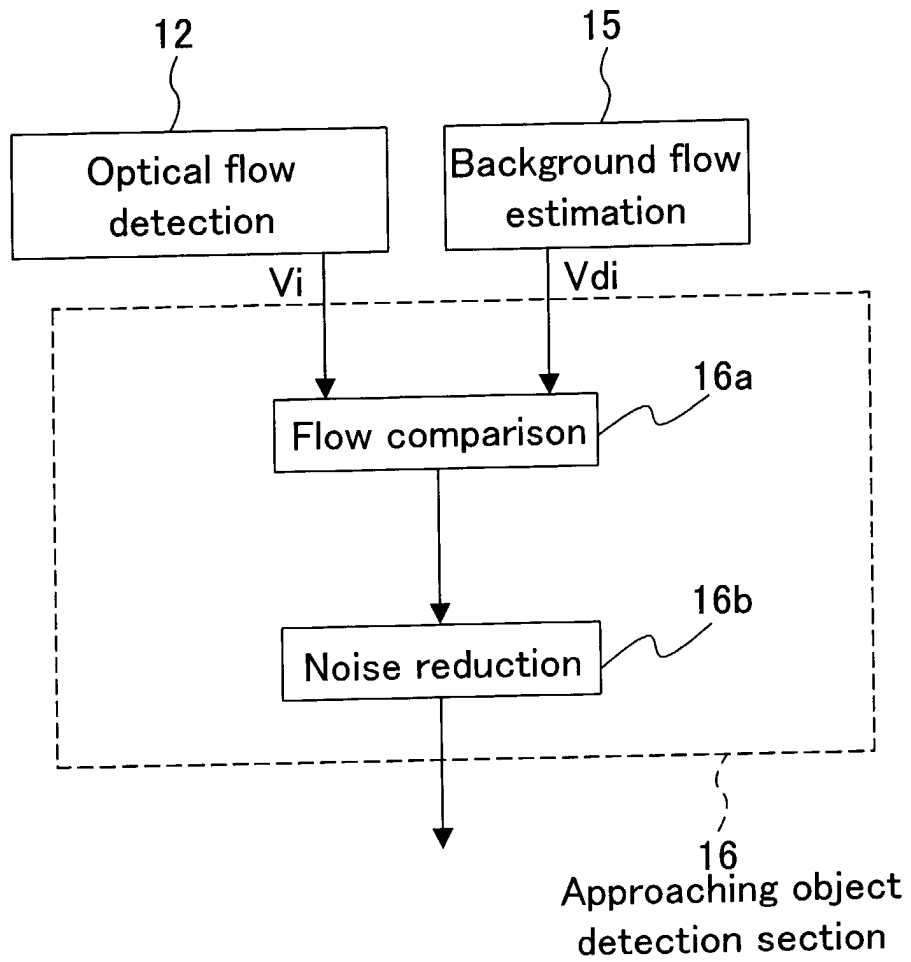 12
15
Optical flow
detection
Background flow
estimation
Vi
Vdi
16a
Flow comparison
16b
Noise reduction
16
Approaching object
detection section